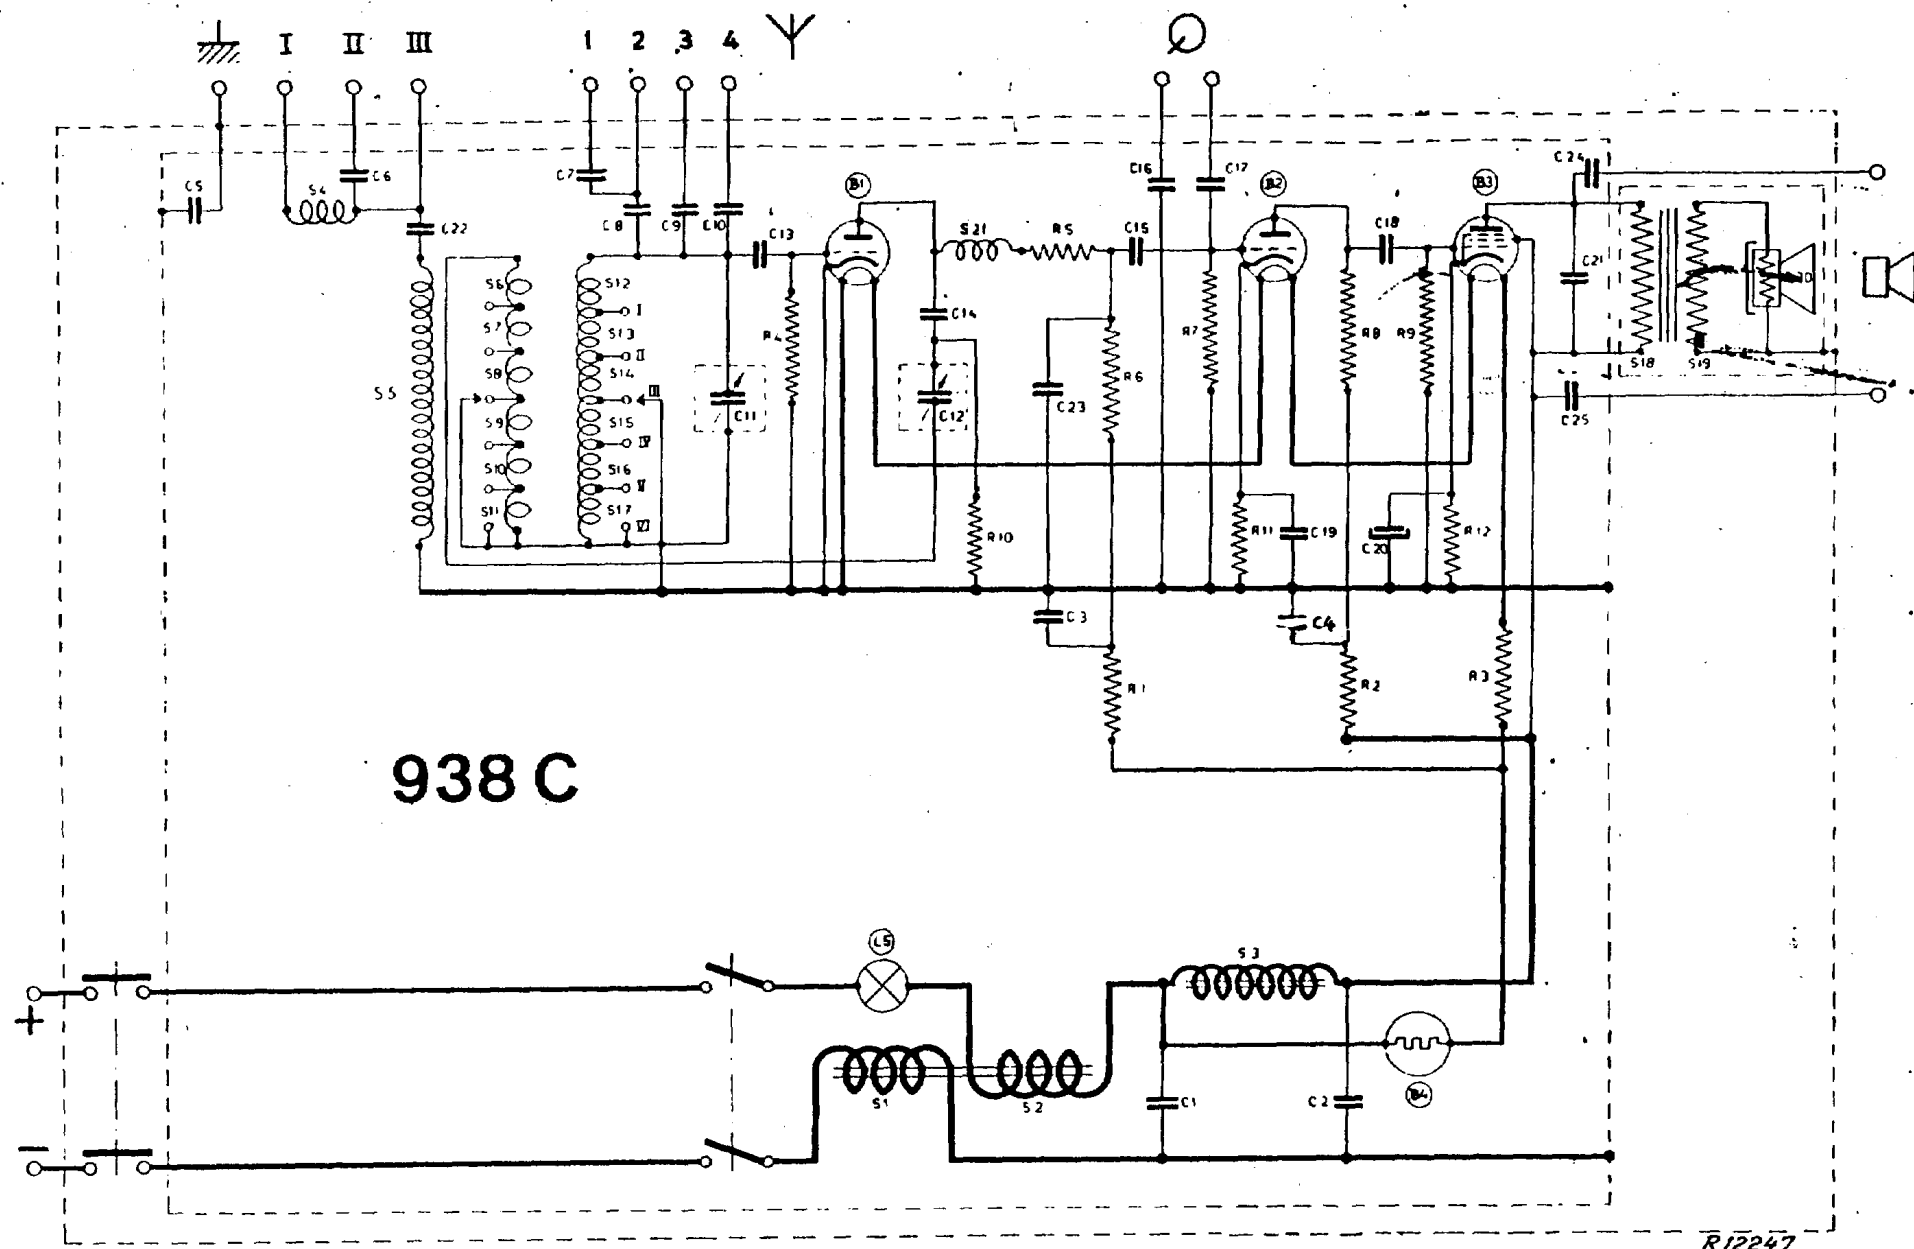 I II III 1 2 3 4
C5 S4 C6 C7 C16 C17 C24
B1 B2 B3
C22 C8 C9 C10 C13 S21 R5 C15 C18
S6 S12 I R4 C14 R7 R8 R9 C21
S7 S13 II
S8 S14 III R6 S18 S19
S5 C11 C12 C23
S9 S15 IV C25
S10 S16 V
S11 S17 VI R10 R11 C19 C20 R12
C3 C4
R1 R2 R3
938 C
L5 S3
+
S1 S2 C1 C2 B4
−
R12247